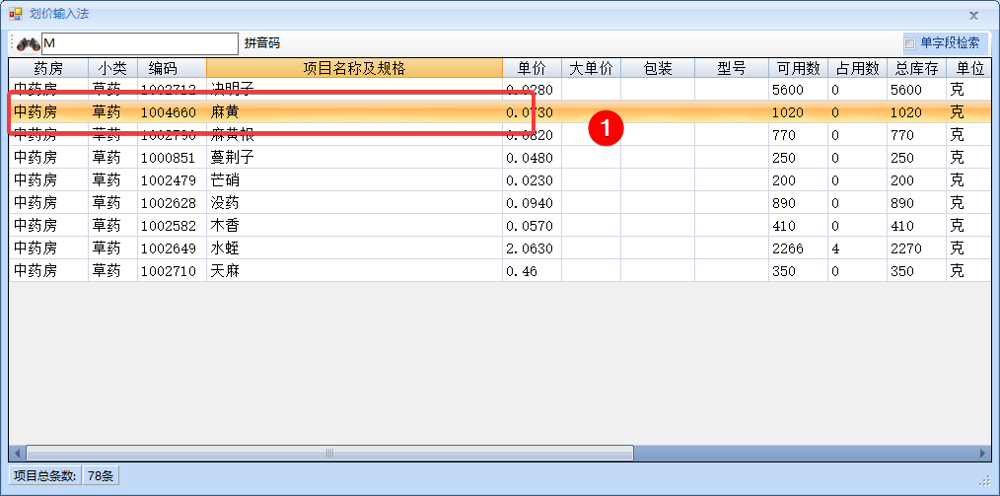 划价输入法
M 拼音码 单字段检索
药房 小类 编码 项目名称及规格 单价 大单价 包装 型号 可用数 占用数 总库存 单位
中药房 草药 1002712 决明子 0.0280 5600 0 5600 克
中药房 草药 1004660 麻黄 0.0730 1020 0 1020 克
1
中药房 草药 1002790 麻黄根 0.0820 770 0 770 克
中药房 草药 1000851 蔓荆子 0.0480 250 0 250 克
中药房 草药 1002479 芒硝 0.0230 200 0 200 克
中药房 草药 1002628 没药 0.0940 890 0 890 克
中药房 草药 1002582 木香 0.0570 410 0 410 克
中药房 草药 1002649 水蛭 2.0630 2266 4 2270 克
中药房 草药 1002710 天麻 0.46 350 0 350 克
项目总条数: 78条